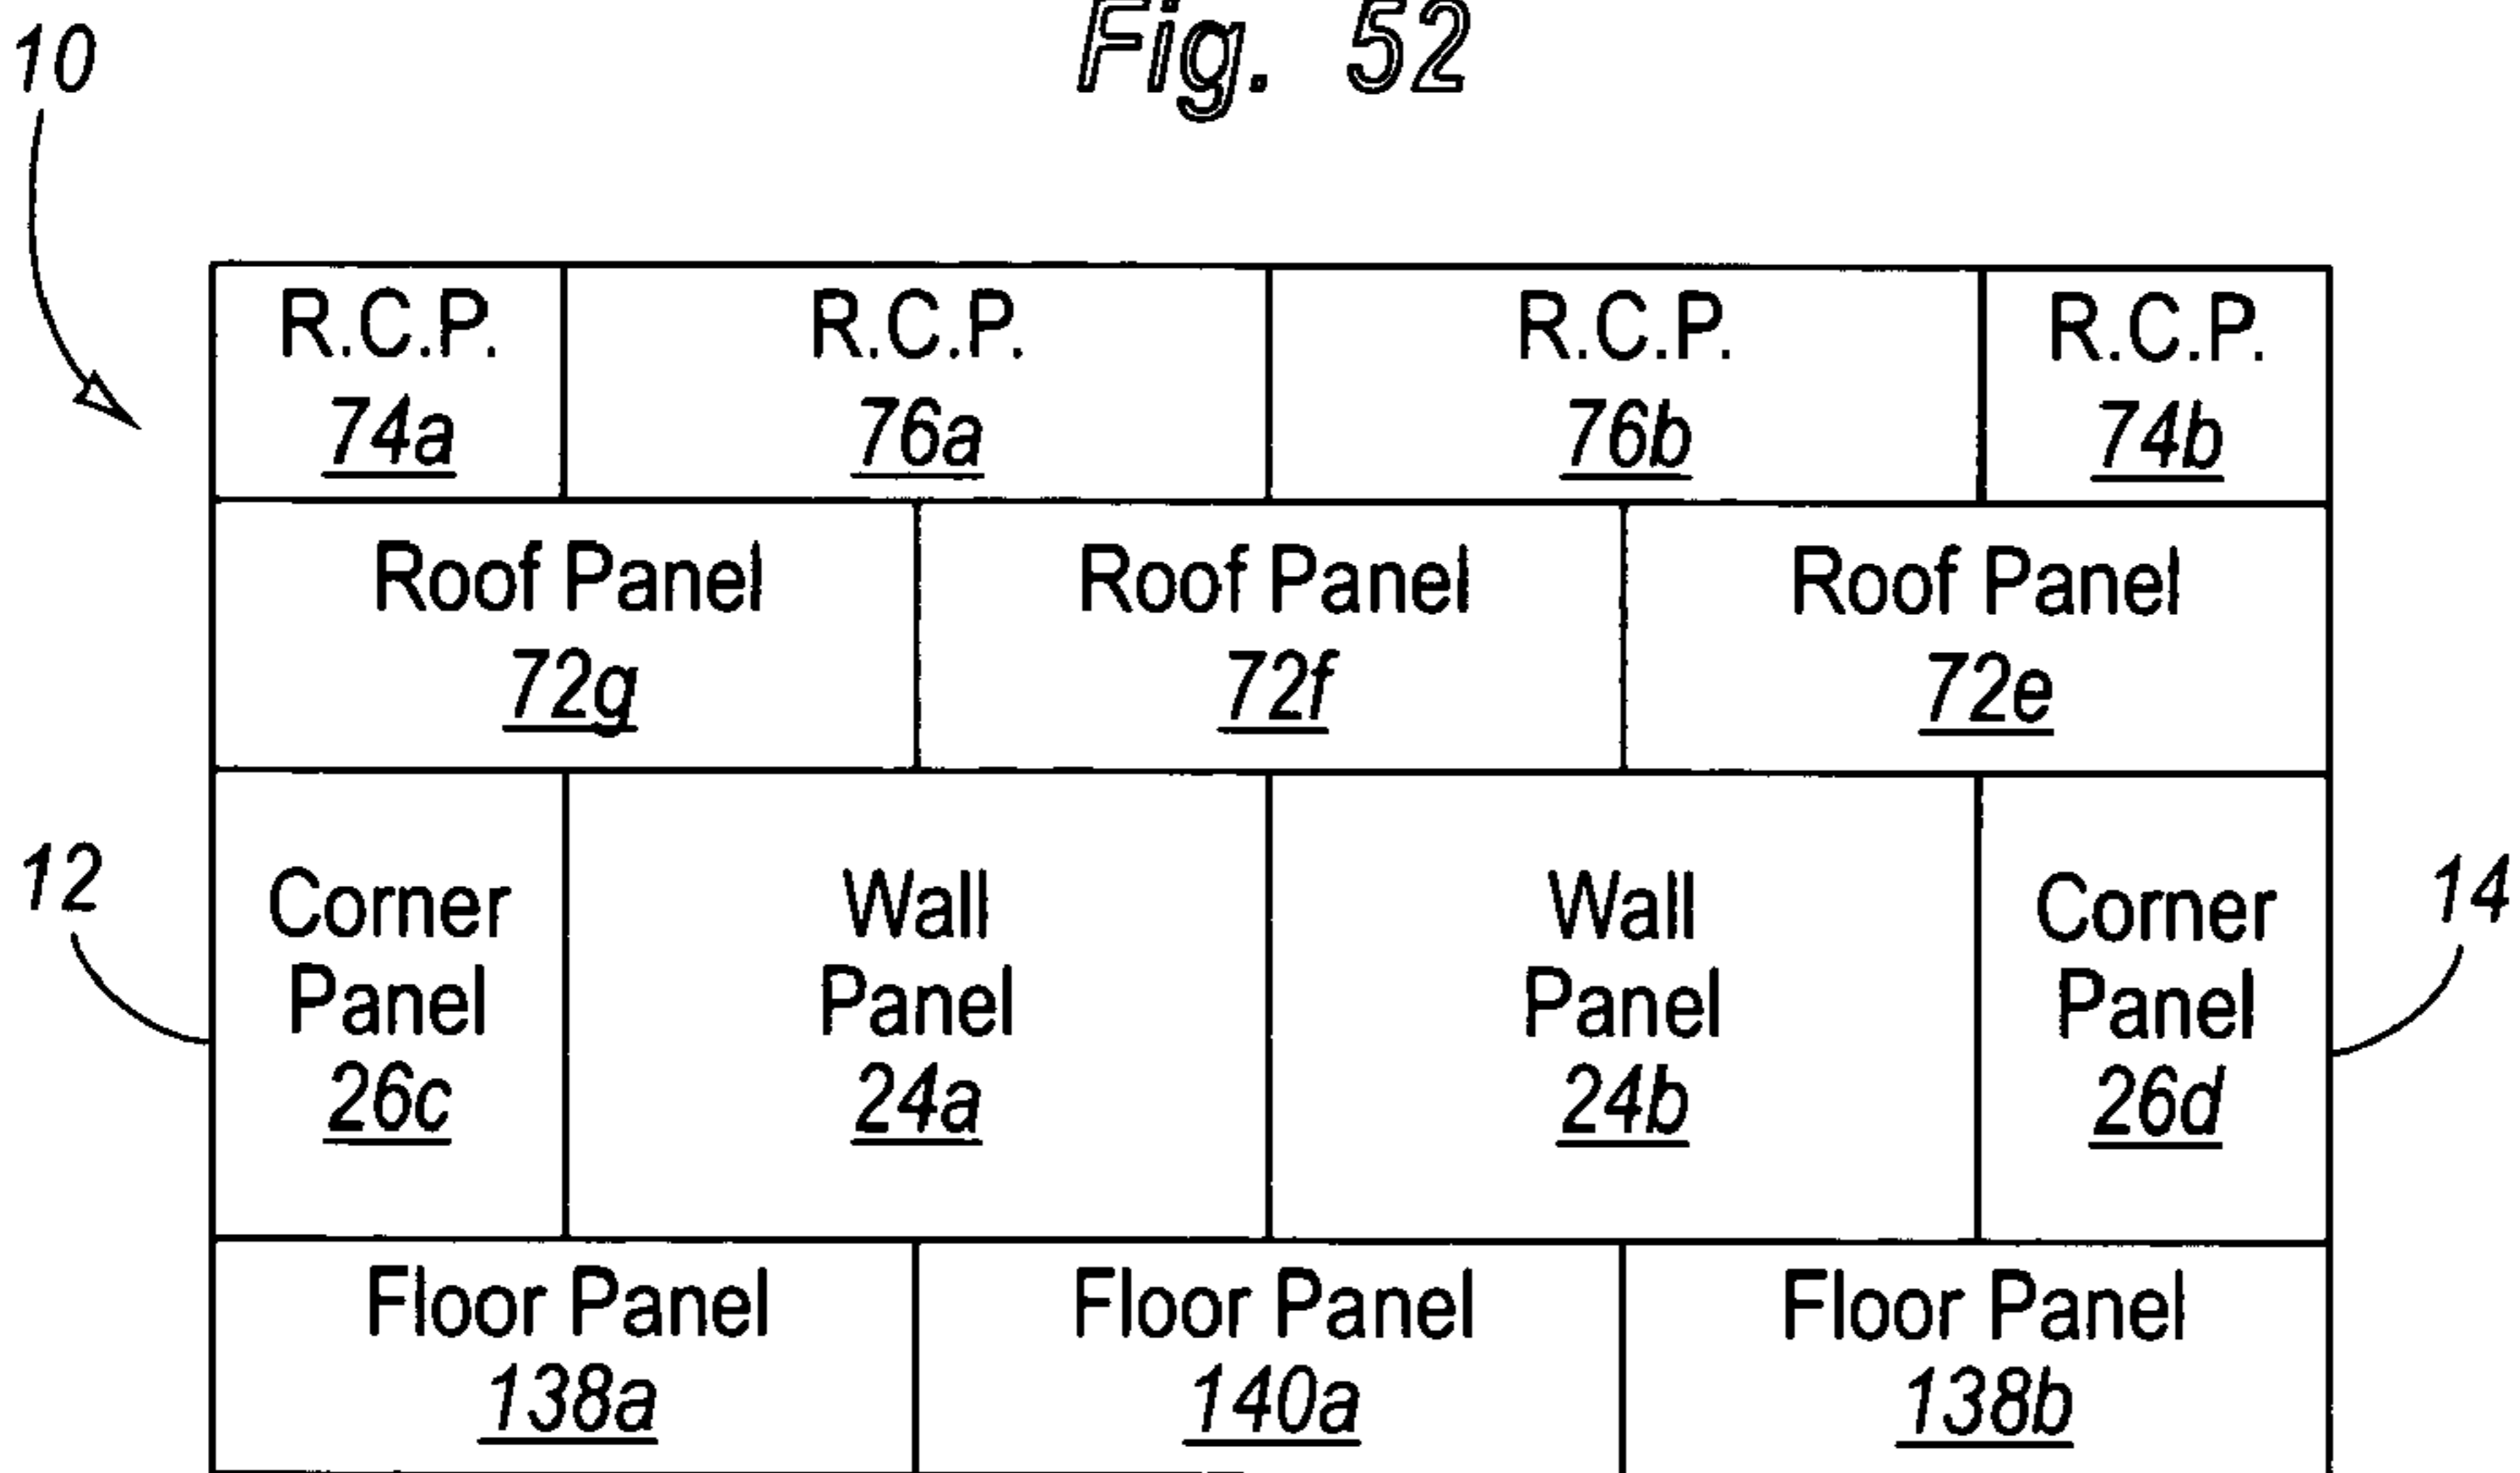 Fig. 52
10
R.C.P. R.C.P. R.C.P. R.C.P.
74a 76a 76b 74b
Roof Panel Roof Panel Roof Panel
72g 72f 72e
12
Corner Wall Wall Corner
Panel Panel Panel Panel
26c 24a 24b 26d
14
Floor Panel Floor Panel Floor Panel
138a 140a 138b